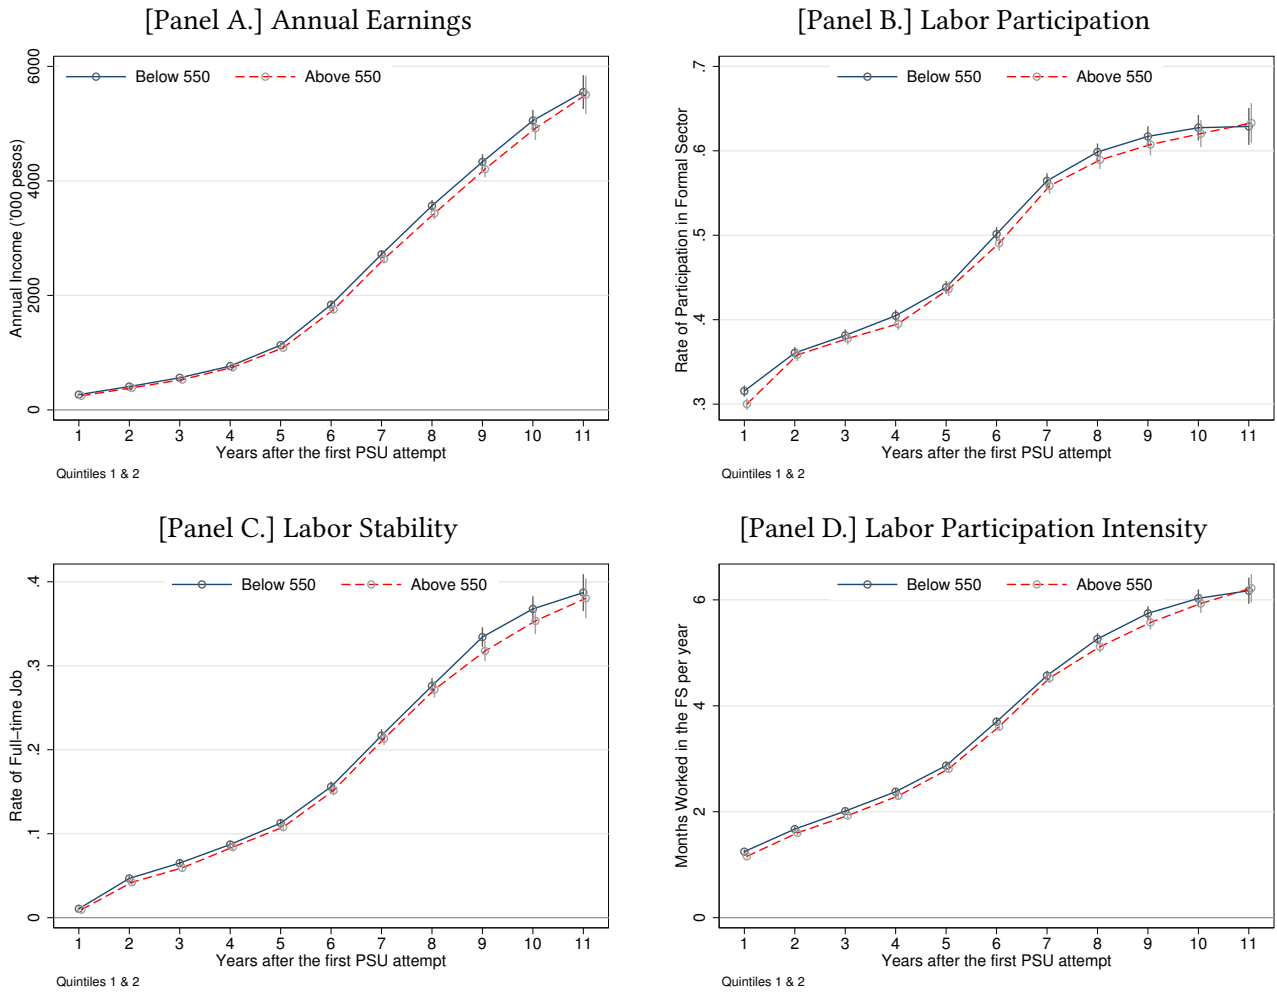 [Panel A.] Annual Earnings
Below 550 Above 550
Annual Income ('000 pesos)
6000
4000
2000
0
1 2 3 4 5 6 7 8 9 10 11
Years after the first PSU attempt
Quintiles 1 & 2
[Panel B.] Labor Participation
Below 550 Above 550
Rate of Participation in Formal Sector
.7
.6
.5
.4
.3
1 2 3 4 5 6 7 8 9 10 11
Years after the first PSU attempt
Quintiles 1 & 2
[Panel C.] Labor Stability
Below 550 Above 550
Rate of Full−time Job
.4
.3
.2
.1
0
1 2 3 4 5 6 7 8 9 10 11
Years after the first PSU attempt
Quintiles 1 & 2
[Panel D.] Labor Participation Intensity
Below 550 Above 550
Months Worked in the FS per year
6
4
2
0
1 2 3 4 5 6 7 8 9 10 11
Years after the first PSU attempt
Quintiles 1 & 2